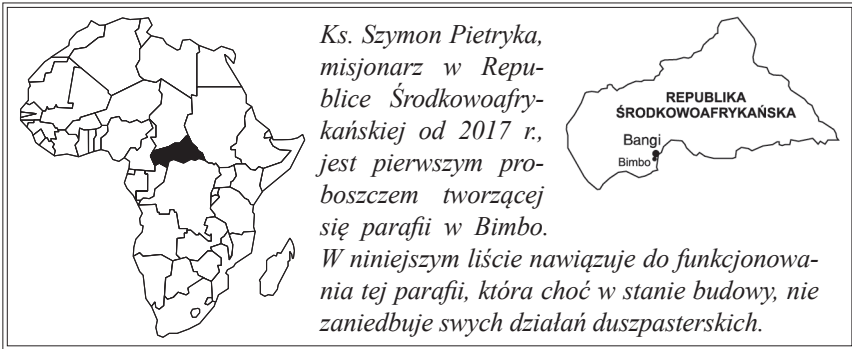 Ks. Szymon Pietryka,
misjonarz w Repu-
blice Środkowoafry-
kańskiej od 2017 r.,
jest pierwszym pro-
boszczem tworzącej
się parafii w Bimbo.
W niniejszym liście nawiązuje do funkcjonowa-
nia tej parafii, która choć w stanie budowy, nie
zaniedbuje swych działań duszpasterskich.
REPUBLIKA
ŚRODKOWOAFRYKAŃSKA
Bangi
Bimbo